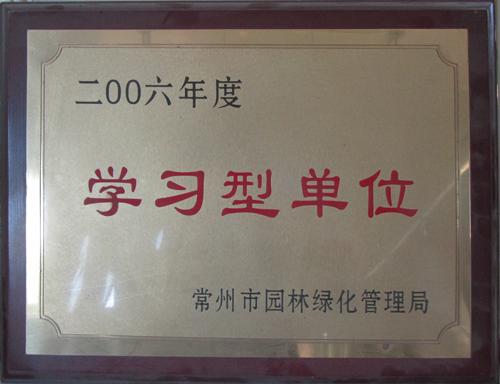 二00六年度
学习型单位
常州市园林绿化管理局